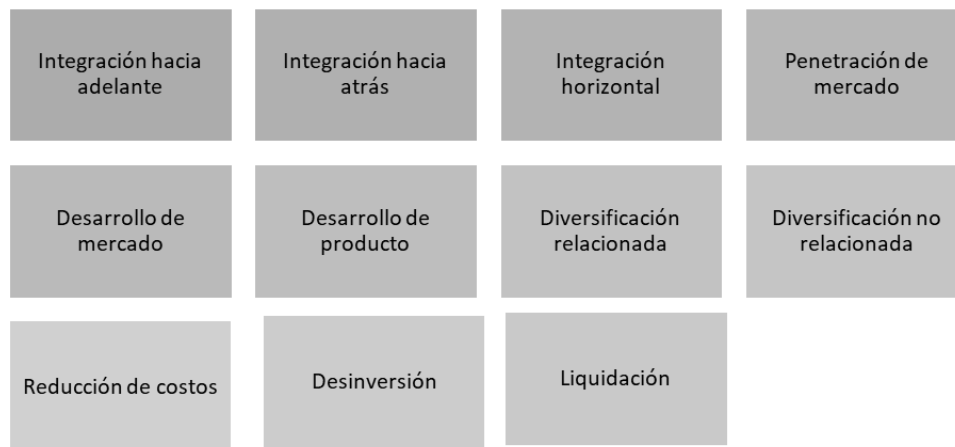 Integración hacia
adelante
Integración hacia
atrás
Integración
horizontal
Penetración de
mercado
Desarrollo de
mercado
Desarrollo de
producto
Diversificación
relacionada
Diversificación no
relacionada
Reducción de costos
Desinversión
Liquidación